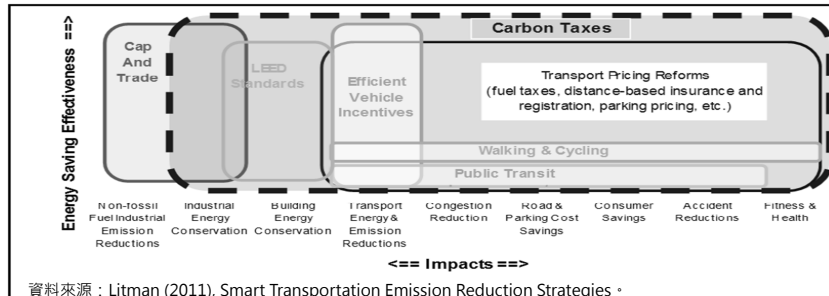 Energy Saving Effectiveness ==>
Carbon Taxes
Cap
And
Trade
LEED
Standards
Efficient
Vehicle
Incentives
Transport Pricing Reforms
(fuel taxes, distance-based insurance and
registration, parking pricing, etc.)
Walking & Cycling
Public Transit
Non-fossil
Fuel Industrial
Emission
Reductions
Industrial
Energy
Conservation
Building
Energy
Conservation
Transport
Energy &
Emission
Reductions
Congestion
Reduction
Road &
Parking Cost
Savings
Consumer
Savings
Accident
Reductions
Fitness &
Health
<== Impacts ==>
資料來源：Litman (2011), Smart Transportation Emission Reduction Strategies。